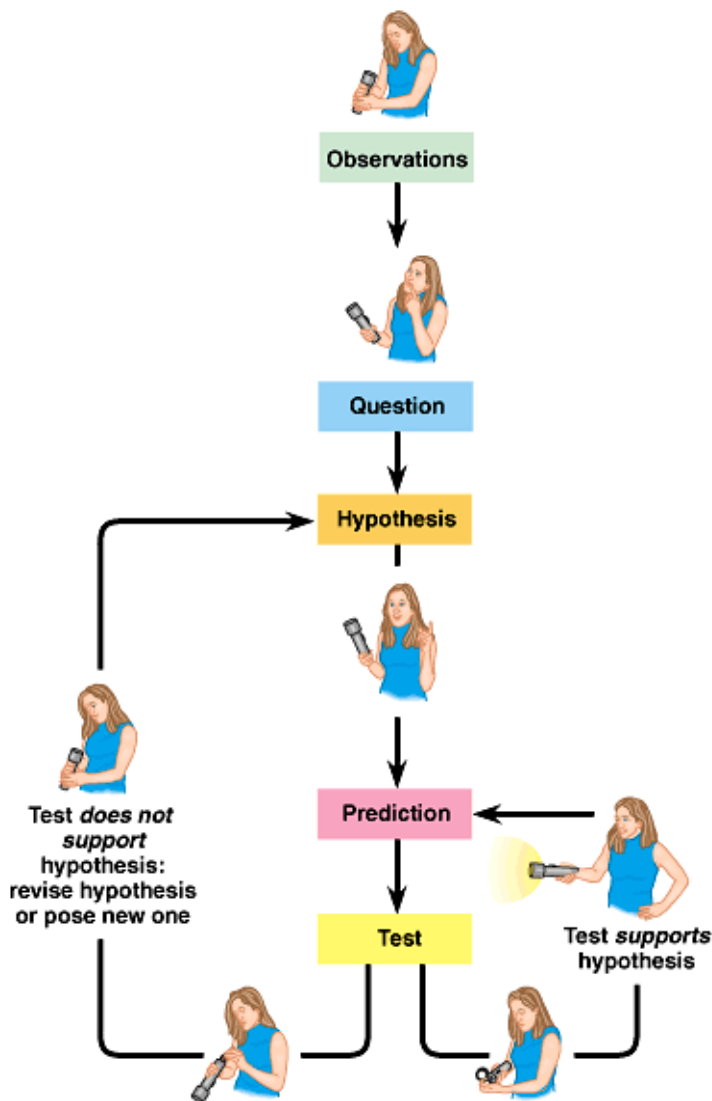 Observations
Question
Hypothesis
Prediction
Test
Test does not
support
hypothesis:
revise hypothesis
or pose new one
Test supports
hypothesis